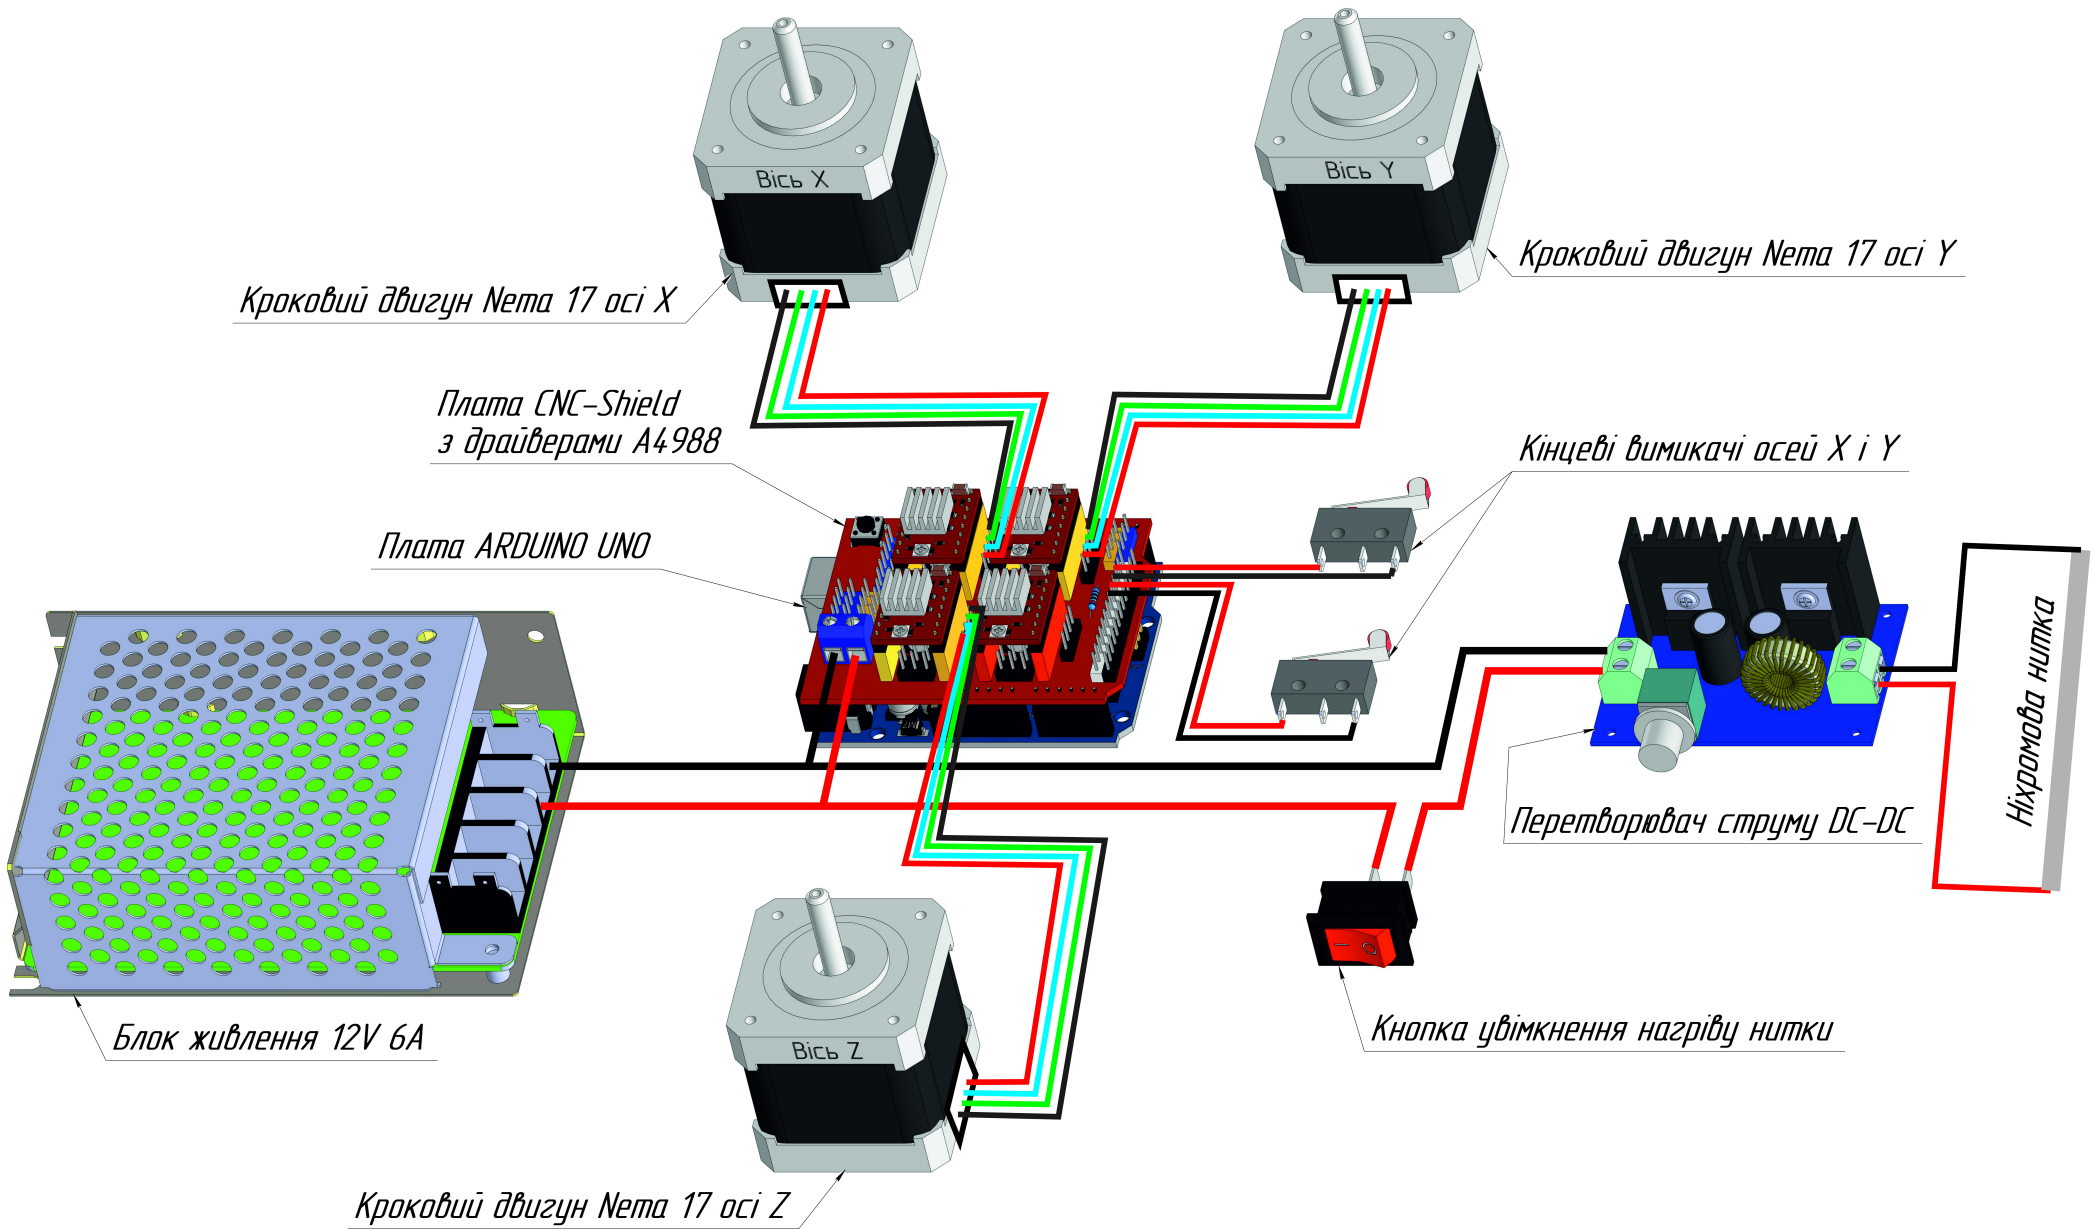 Вісь X
Вісь Y
Кроковий двигун Nema 17 осі Y
Кроковий двигун Nema 17 осі X
Плата CNC-Shield
з драйверами A4988
Кінцеві вимикачі осей X і Y
Плата ARDUINO UNO
Ніхромова нитка
Перетворювач струму DC-DC
Блок живлення 12V 6A
Кнопка увімкнення нагріву нитки
Вісь Z
Кроковий двигун Nema 17 осі Z